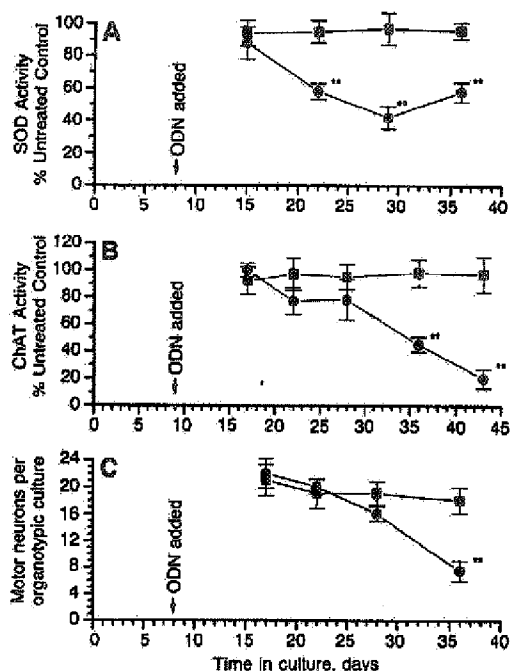 A
SOD Activity
% Untreated Control
100
80
60
40
20
0
ODN added
**
**
**
0 5 10 15 20 25 30 35 40
B
ChAT Activity
% Untreated Control
120
100
80
60
40
20
0
ODN added
**
**
0 5 10 15 20 25 30 35 40 45
C
Motor neurons per
organotypic culture
24
20
16
12
8
4
0
ODN added
**
0 5 10 15 20 25 30 35 40
Time in culture, days